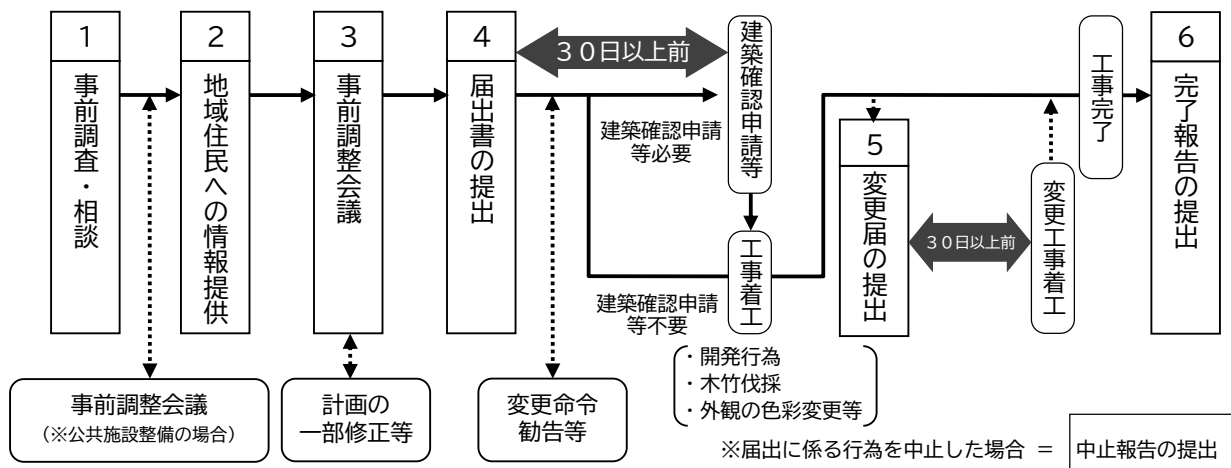 1
事前調査・相談
2
地域住民への情報提供
3
事前調整会議
4
届出書の提出
30日以上前
建築確認申請等
建築確認申請
等必要
建築確認申請
等不要
工事着工
・開発行為
・木竹伐採
・外観の色彩変更等
5
変更届の提出
30日以上前
変更工事着工
工事完了
6
完了報告の提出
事前調整会議
(※公共施設整備の場合)
計画の
一部修正等
変更命令
勧告等
※届出に係る行為を中止した場合 = 中止報告の提出